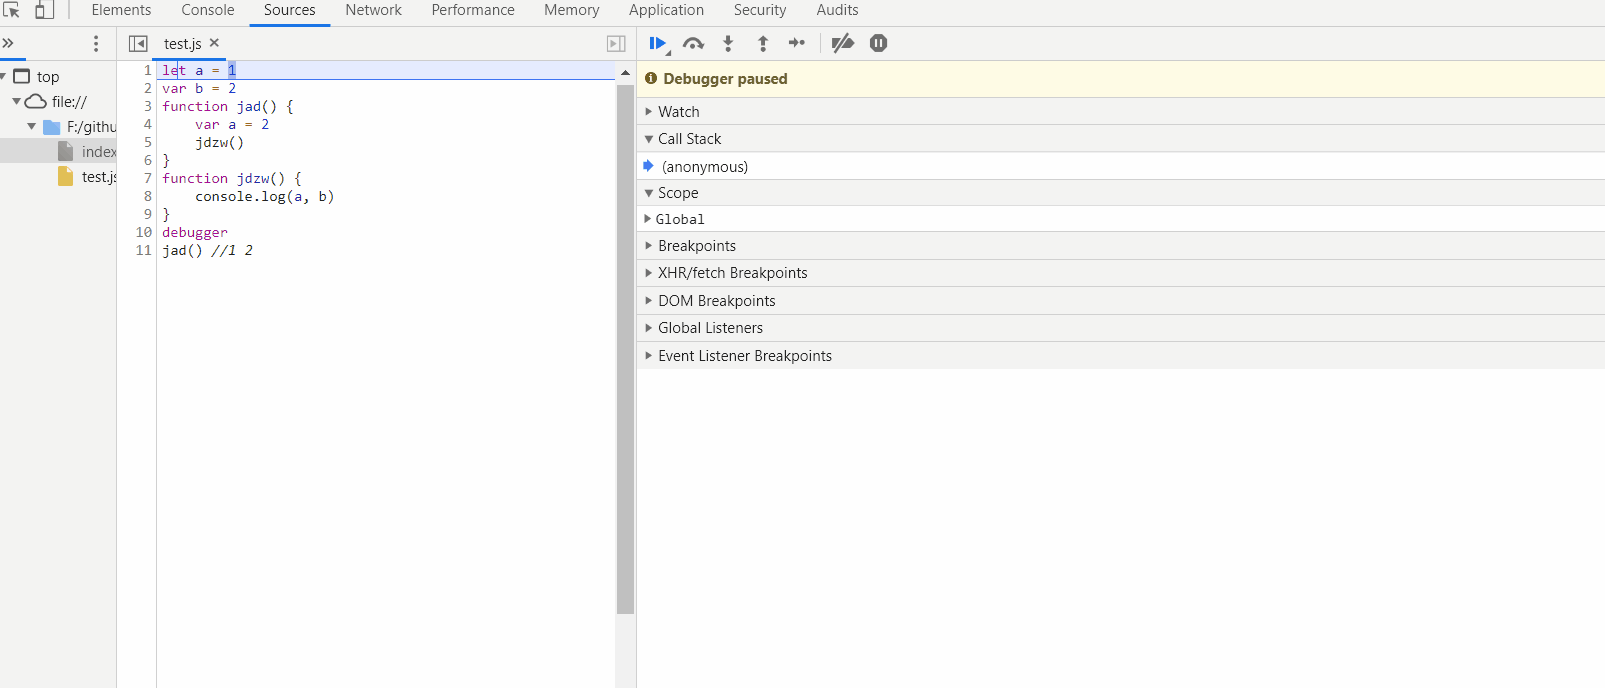 Elements Console Sources Network Performance Memory Application Security Audits
» test.js ×
Debugger paused
top
file://
F:/githu
index
test.js
1 let a = 1
2 var b = 2
3 function jad() {
4 var a = 2
5 jdzw()
6 }
7 function jdzw() {
8 console.log(a, b)
9 }
10 debugger
11 jad() //1 2
Watch
Call Stack
(anonymous)
Scope
Global
Breakpoints
XHR/fetch Breakpoints
DOM Breakpoints
Global Listeners
Event Listener Breakpoints